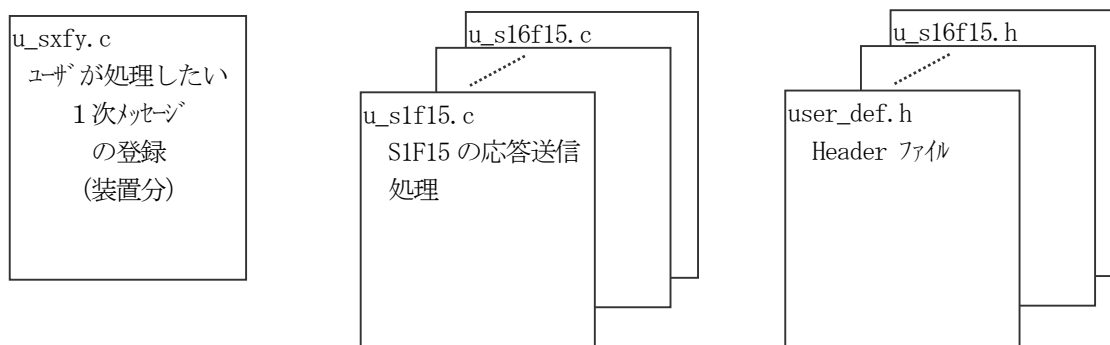 u_sxfy.c
ﾕｰｻﾞが処理したい
１次ﾒｯｾｰｼﾞ
の登録
(装置分)
u_s16f15.c
u_s1f15.c
S1F15 の応答送信
処理
u_s16f15.h
user_def.h
Header ﾌｧｲﾙ